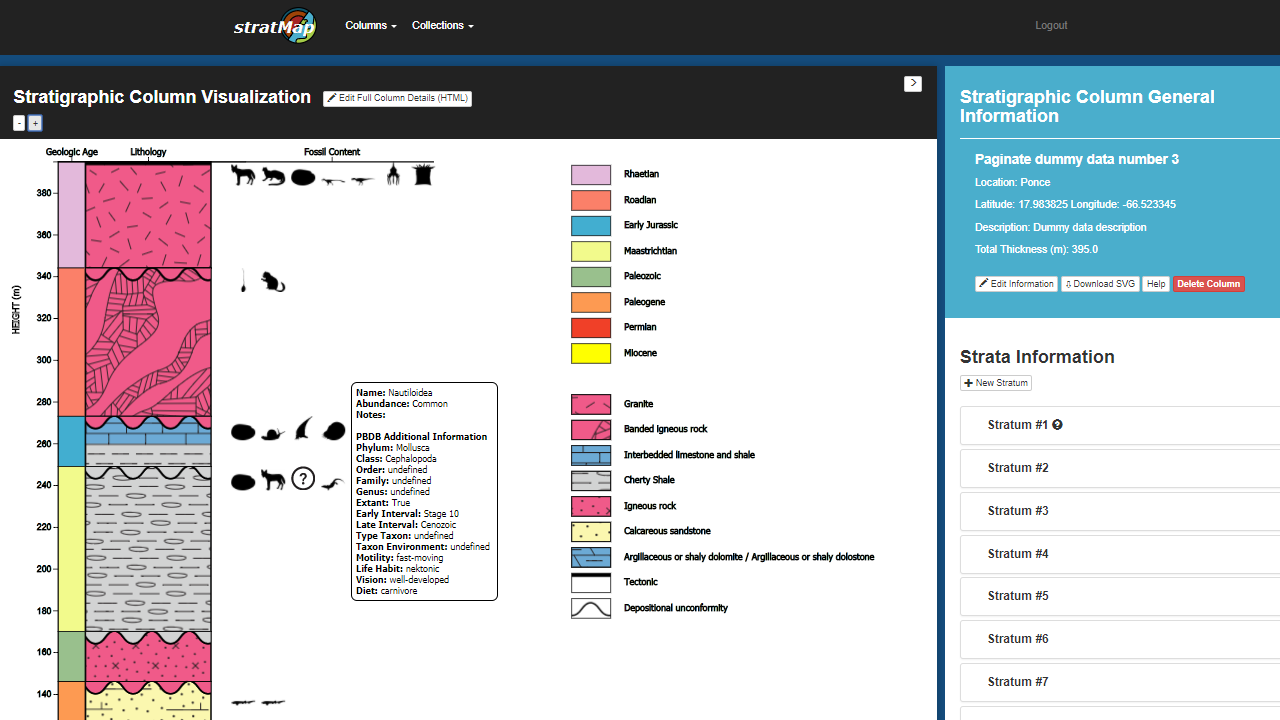 stratMap
Columns
Collections
Logout
Stratigraphic Column Visualization
Edit Full Column Details (HTML)
>
-
+
Geologic Age
Lithology
Fossil Content
HEIGHT (m)
380
360
340
320
300
280
260
240
220
200
180
160
140
?
Name: Nautiloidea
Abundance: Common
Notes:
PBDB Additional Information
Phylum: Mollusca
Class: Cephalopoda
Order: undefined
Family: undefined
Genus: undefined
Extant: True
Early Interval: Stage 10
Late Interval: Cenozoic
Type Taxon: undefined
Taxon Environment: undefined
Motility: fast-moving
Life Habit: nektonic
Vision: well-developed
Diet: carnivore
Rhaetian
Roadian
Early Jurassic
Maastrichtian
Paleozoic
Paleogene
Permian
Miocene
Granite
Banded igneous rock
Interbedded limestone and shale
Cherty Shale
Igneous rock
Calcareous sandstone
Argillaceous or shaly dolomite / Argillaceous or shaly dolostone
Tectonic
Depositional unconformity
Stratigraphic Column General
Information
Paginate dummy data number 3
Location: Ponce
Latitude: 17.983825 Longitude: -66.523345
Description: Dummy data description
Total Thickness (m): 395.0
Edit Information
Download SVG
Help
Delete Column
Strata Information
New Stratum
Stratum #1 ?
Stratum #2
Stratum #3
Stratum #4
Stratum #5
Stratum #6
Stratum #7